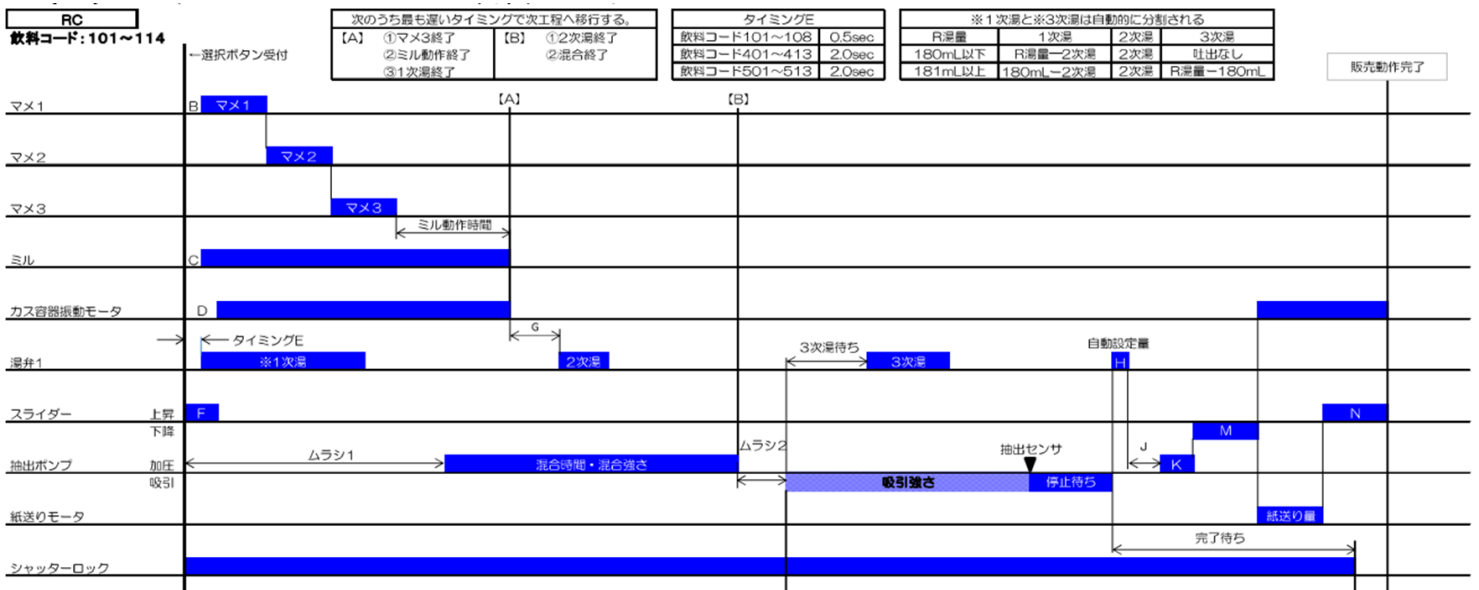 RC
飲料コード:101~114
←選択ボタン受付
次のうち最も遅いタイミングで次工程へ移行する。
【A】 ①マメ3終了 【B】 ①2次湯終了
②ミル動作終了 ②混合終了
③1次湯終了
タイミングE
飲料コード101~108 0.5sec
飲料コード401~413 2.0sec
飲料コード501~513 2.0sec
※1次湯と※3次湯は自動的に分割される
R湯量 1次湯 2次湯 3次湯
180mL以下 R湯量ー2次湯 2次湯 吐出なし
181mL以上 180mLー2次湯 2次湯 R湯量ー180mL
販売動作完了
【A】 【B】
マメ1 B マメ1
マメ2 マメ2
マメ3 マメ3
ミル動作時間
ミル C
カス容器振動モータ D
G
タイミングE
3次湯待ち 自動設定量
湯弁1 ※1次湯 2次湯 3次湯 H
スライダー 上昇 F N
下降 M
ムラシ1 ムラシ2 抽出センサ J
抽出ポンプ 加圧 混合時間・混合強さ K
吸引 吸引強さ 停止待ち
紙送りモータ 紙送り量
完了待ち
シャッターロック